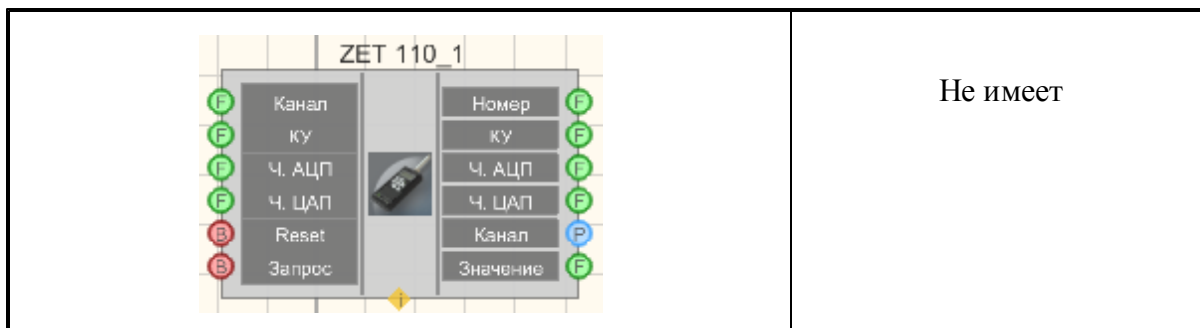 ZET 110_1
Не имеет
F Канал Номер F
F КУ КУ F
F Ч. АЦП Ч. АЦП F
F Ч. ЦАП Ч. ЦАП F
B Reset Канал P
B Запрос Значение F
i